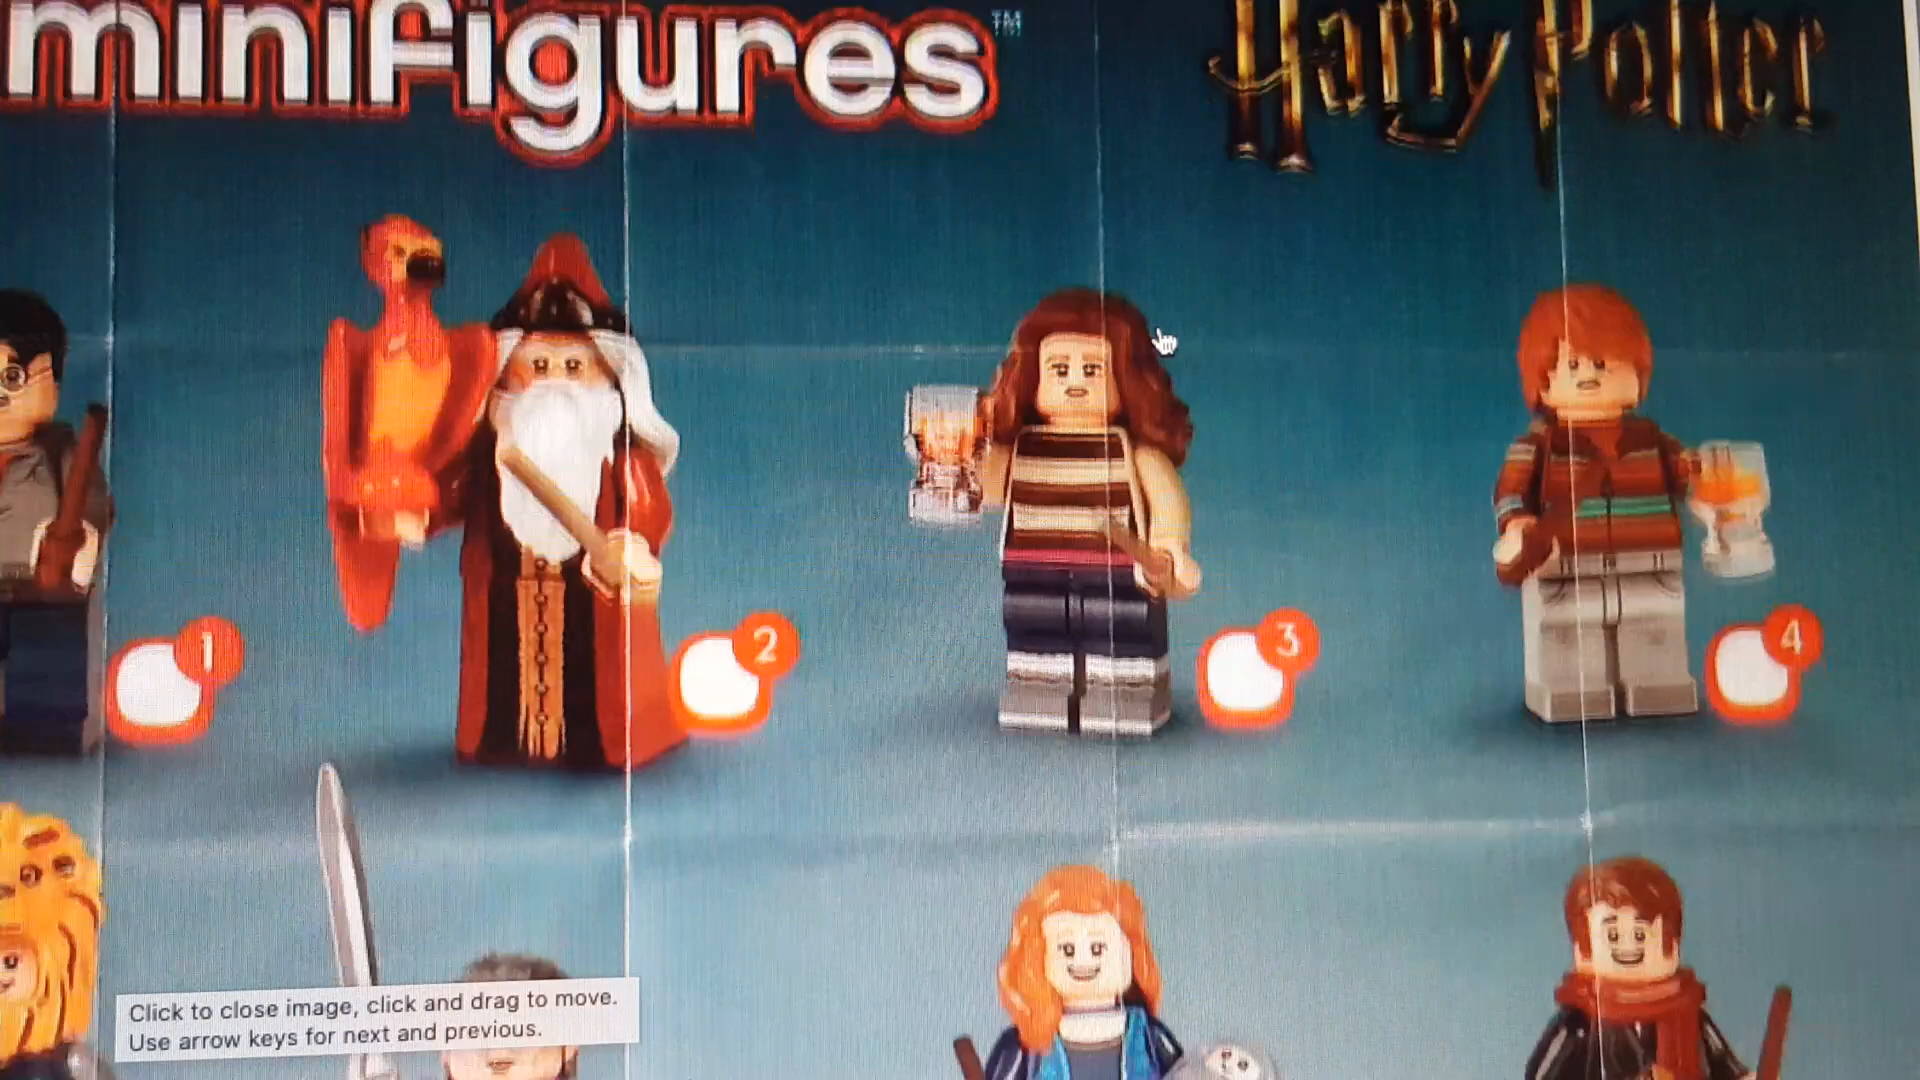 minifigures™
Harry Potter
1
2
3
4
Click to close image, click and drag to move.
Use arrow keys for next and previous.